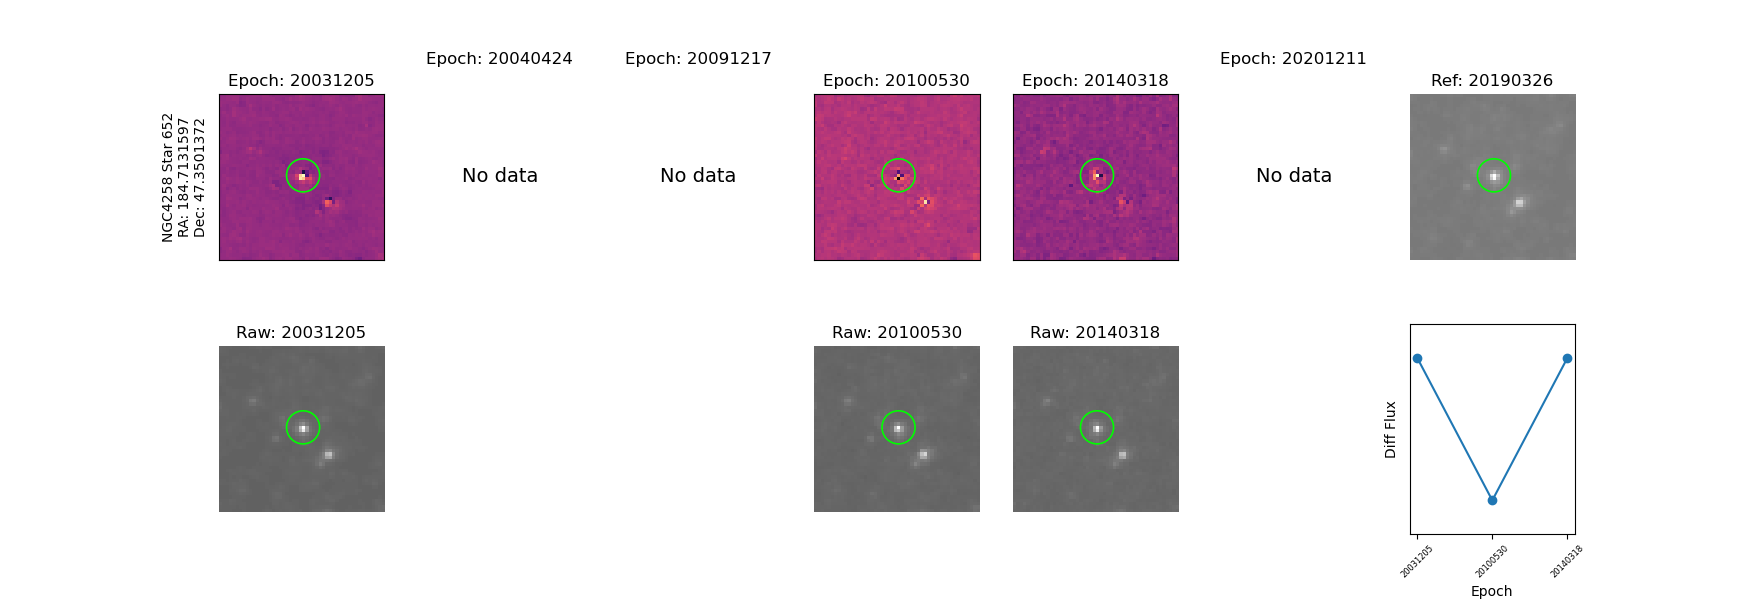 Epoch: 20040424
Epoch: 20091217
Epoch: 20201211
Epoch: 20031205
Epoch: 20100530
Epoch: 20140318
Ref: 20190326
NGC4258 Star 652
RA: 184.7131597
Dec: 47.3501372
No data
No data
No data
Raw: 20031205
Raw: 20100530
Raw: 20140318
Diff Flux
20031205
20100530
20140318
Epoch